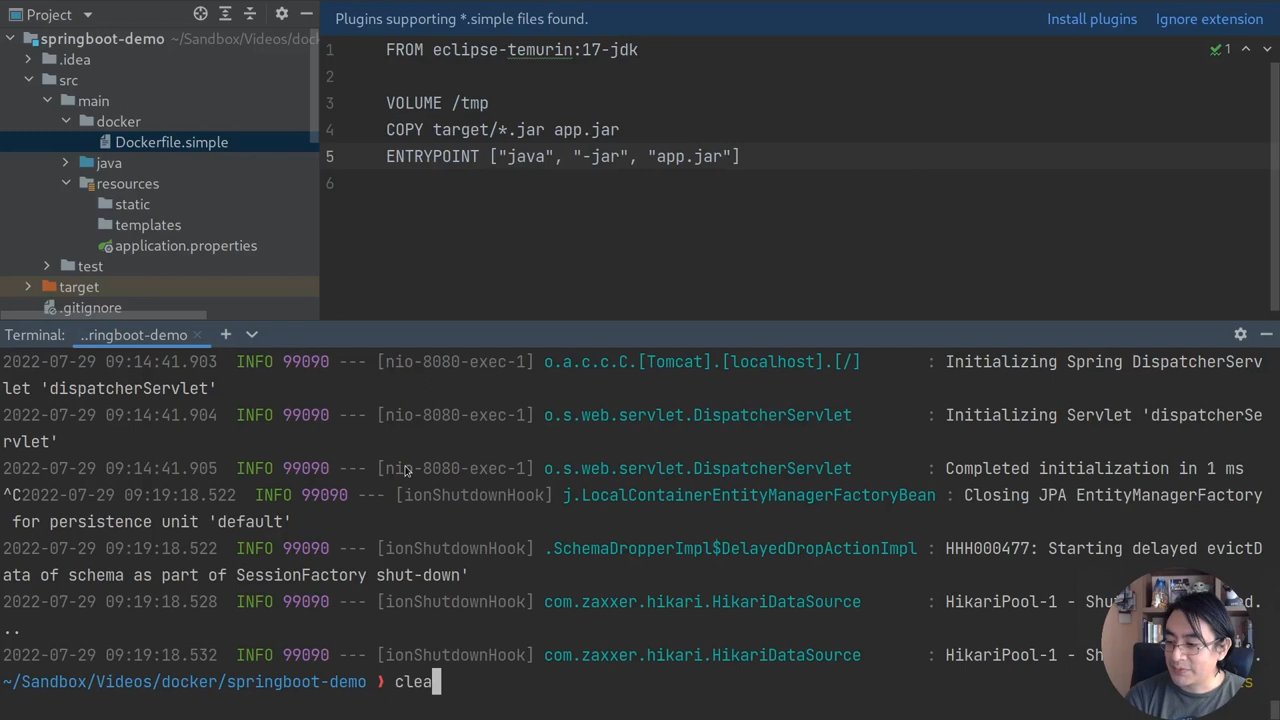 Project
springboot-demo ~/Sandbox/Videos/dock
.idea
src
main
docker
Dockerfile.simple
java
resources
static
templates
application.properties
test
target
.gitignore
Plugins supporting *.simple files found.
Install plugins
Ignore extension
1 FROM eclipse-temurin:17-jdk
2
3 VOLUME /tmp
4 COPY target/*.jar app.jar
5 ENTRYPOINT ["java", "-jar", "app.jar"]
6
1
Terminal: ..ringboot-demo
2022-07-29 09:14:41.903 INFO 99090 --- [nio-8080-exec-1] o.a.c.c.C.[Tomcat].[localhost].[/] : Initializing Spring DispatcherServ
let 'dispatcherServlet'
2022-07-29 09:14:41.904 INFO 99090 --- [nio-8080-exec-1] o.s.web.servlet.DispatcherServlet : Initializing Servlet 'dispatcherSe
rvlet'
2022-07-29 09:14:41.905 INFO 99090 --- [nio-8080-exec-1] o.s.web.servlet.DispatcherServlet : Completed initialization in 1 ms
^C2022-07-29 09:19:18.522 INFO 99090 --- [ionShutdownHook] j.LocalContainerEntityManagerFactoryBean : Closing JPA EntityManagerFactory
for persistence unit 'default'
2022-07-29 09:19:18.522 INFO 99090 --- [ionShutdownHook] .SchemaDropperImpl$DelayedDropActionImpl : HHH000477: Starting delayed evictD
ata of schema as part of SessionFactory shut-down'
2022-07-29 09:19:18.528 INFO 99090 --- [ionShutdownHook] com.zaxxer.hikari.HikariDataSource : HikariPool-1 -
..
2022-07-29 09:19:18.532 INFO 99090 --- [ionShutdownHook] com.zaxxer.hikari.HikariDataSource : HikariPool-1 -
~/Sandbox/Videos/docker/springboot-demo ❯ clea